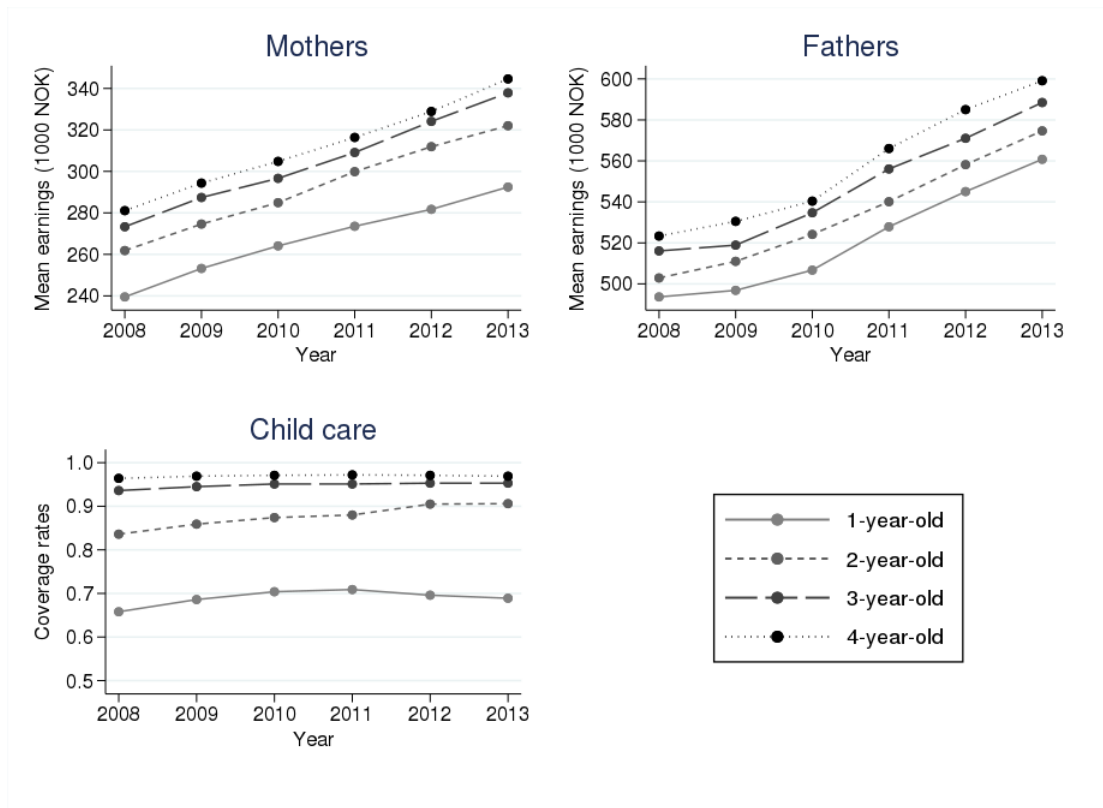 Mothers
Mean earnings (1000 NOK)
340
320
300
280
260
240
2008 2009 2010 2011 2012 2013
Year
Fathers
Mean earnings (1000 NOK)
600
580
560
540
520
500
2008 2009 2010 2011 2012 2013
Year
Child care
Coverage rates
1.0
0.9
0.8
0.7
0.6
0.5
2008 2009 2010 2011 2012 2013
Year
1-year-old
2-year-old
3-year-old
4-year-old